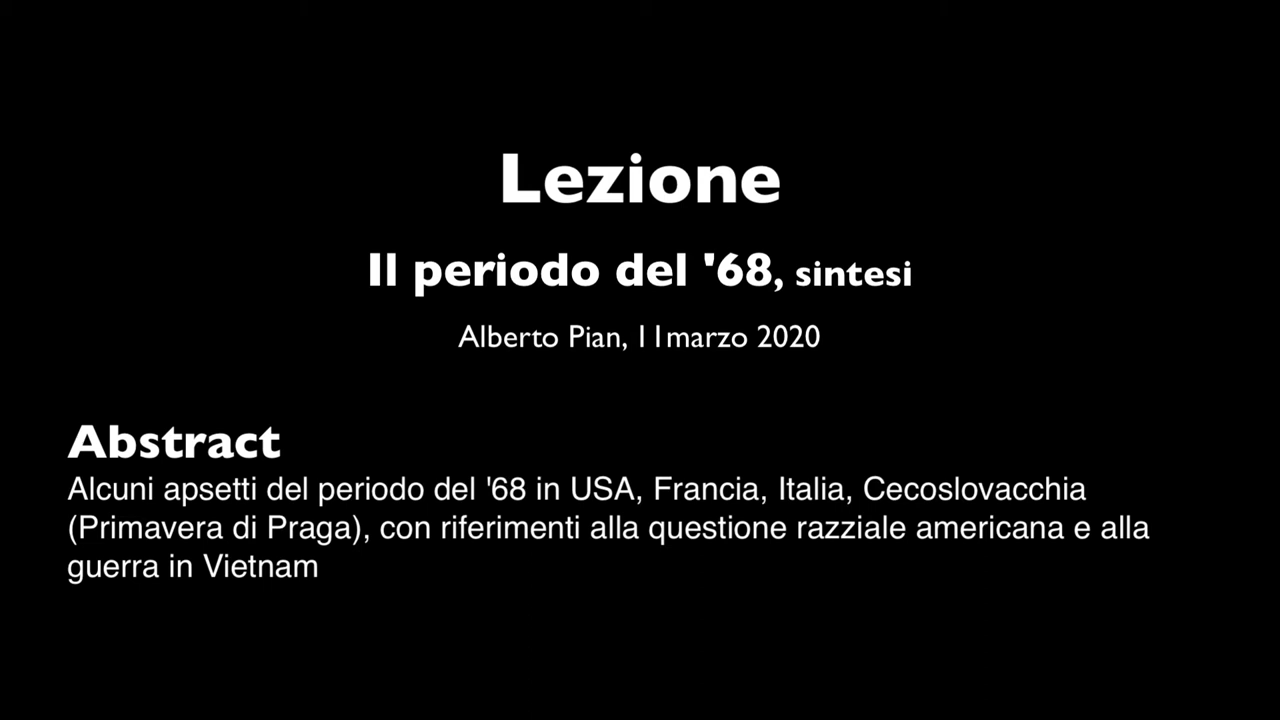 Lezione
Il periodo del '68, sintesi
Alberto Pian, 11marzo 2020
Abstract
Alcuni apsetti del periodo del '68 in USA, Francia, Italia, Cecoslovacchia
(Primavera di Praga), con riferimenti alla questione razziale americana e alla
guerra in Vietnam